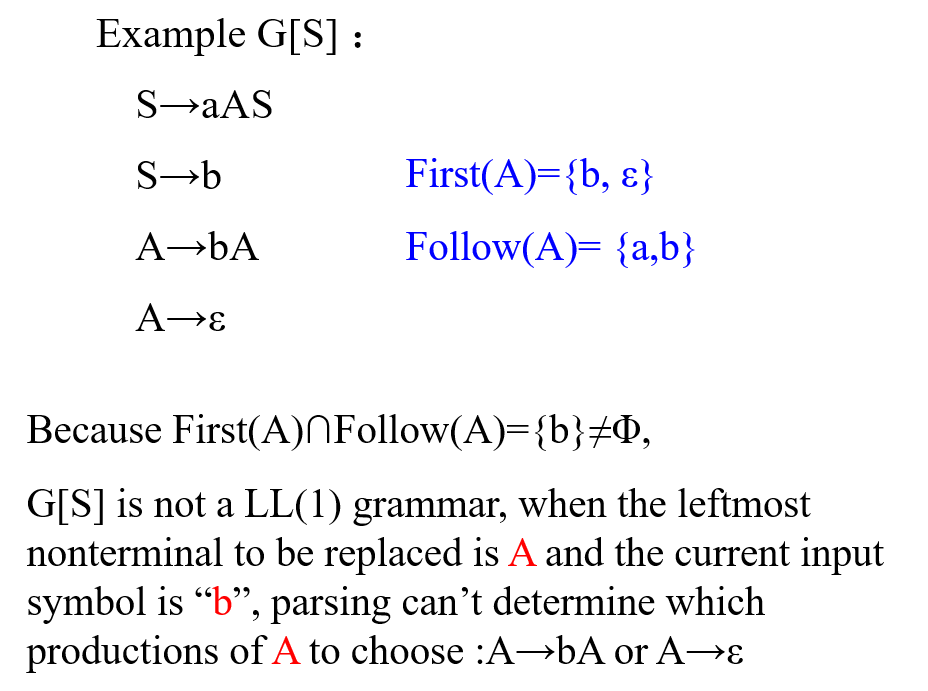 Example G[S]：
S→aAS
S→b
First(A)={b, ε}
A→bA
Follow(A)= {a,b}
A→ε
Because First(A)∩Follow(A)={b}≠Φ,
G[S] is not a LL(1) grammar, when the leftmost
nonterminal to be replaced is A and the current input
symbol is “b”, parsing can’t determine which
productions of A to choose :A→bA or A→ε